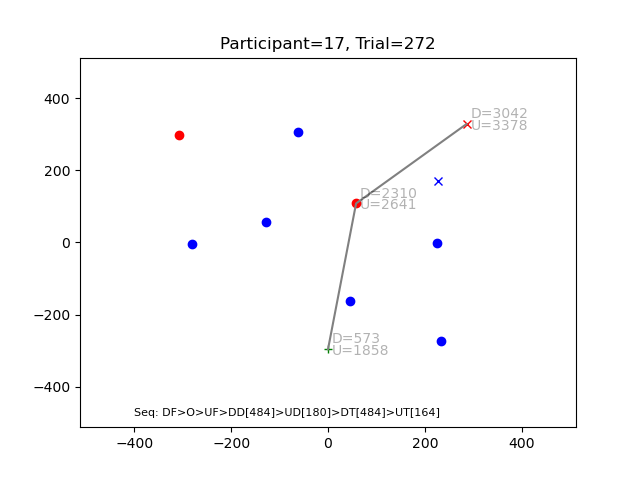 Participant=17, Trial=272
D=3042
U=3378
D=2310
U=2641
D=573
U=1858
Seq: DF>O>UF>DD[484]>UD[180]>DT[484]>UT[164]
400
200
0
−200
−400
−400 −200 0 200 400